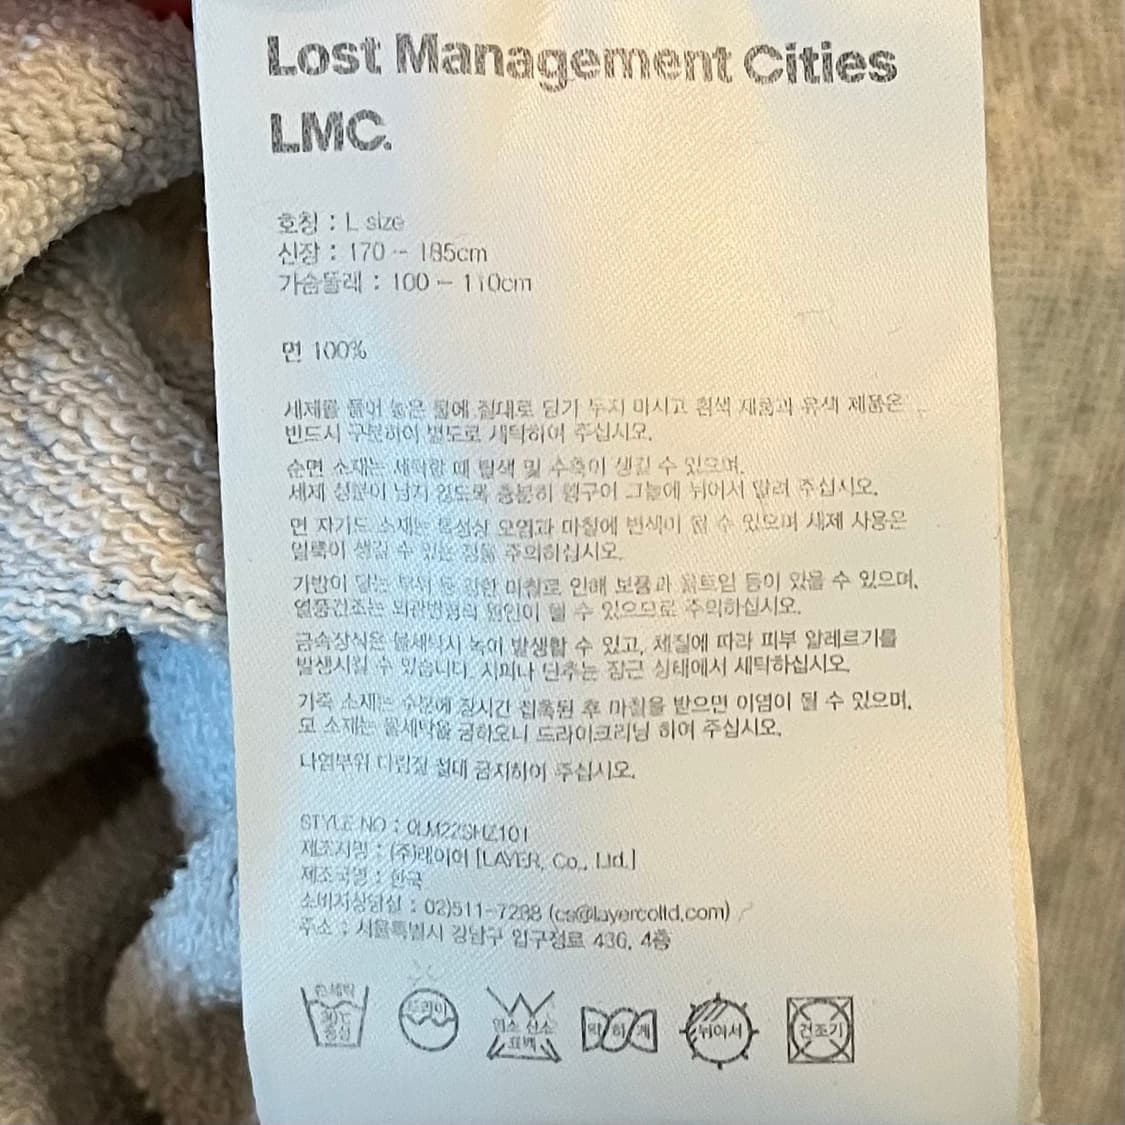 Lost Management Cities
LMC.
호칭 : L size
신장 : 170 - 185cm
가슴둘레 : 100 - 110cm
면 100%
세제를 풀어 놓은 물에 절대로 담가 두지 마시고 흰색 제품과 유색 제품은
반드시 구분하여 별도로 세탁하여 주십시오.
순면 소재는 세탁할 때 탈색 및 수축이 생길 수 있으며,
세제 성분이 남지 않도록 충분히 헹구어 그늘에 뉘어서 말려 주십시오.
면 자가드 소재는 특성상 오염과 마찰에 변색이 될 수 있으며 세제 사용은
얼룩이 생길 수 있는 점을 주의하십시오.
가방이 닿는 부위 등 강한 마찰로 인해 보풀과 올트임 등이 있을 수 있으며,
열풍건조는 외관변형의 원인이 될 수 있으므로 주의하십시오.
금속장식은 물세탁시 녹이 발생할 수 있고, 체질에 따라 피부 알레르기를
발생시킬 수 있습니다. 지퍼나 단추는 잠근 상태에서 세탁하십시오.
가죽 소재는 수분에 장시간 접촉된 후 마찰을 받으면 이염이 될 수 있으며,
고 소재는 물세탁을 금하오니 드라이크리닝 하여 주십시오.
나염부위 다림질 절대 금지하여 주십시오.
STYLE NO : 0LM22SHZ101
제조자명 : (주)레이어 [LAYER, Co., Ltd.]
제조국명 : 한국
소비자상담실 : 02)511-7288 (cs@layercoltd.com)
주소 : 서울특별시 강남구 압구정로 436, 4층
손세탁 30℃ 중성
드라이
염소 산소 표백
약하게
뉘어서
건조기